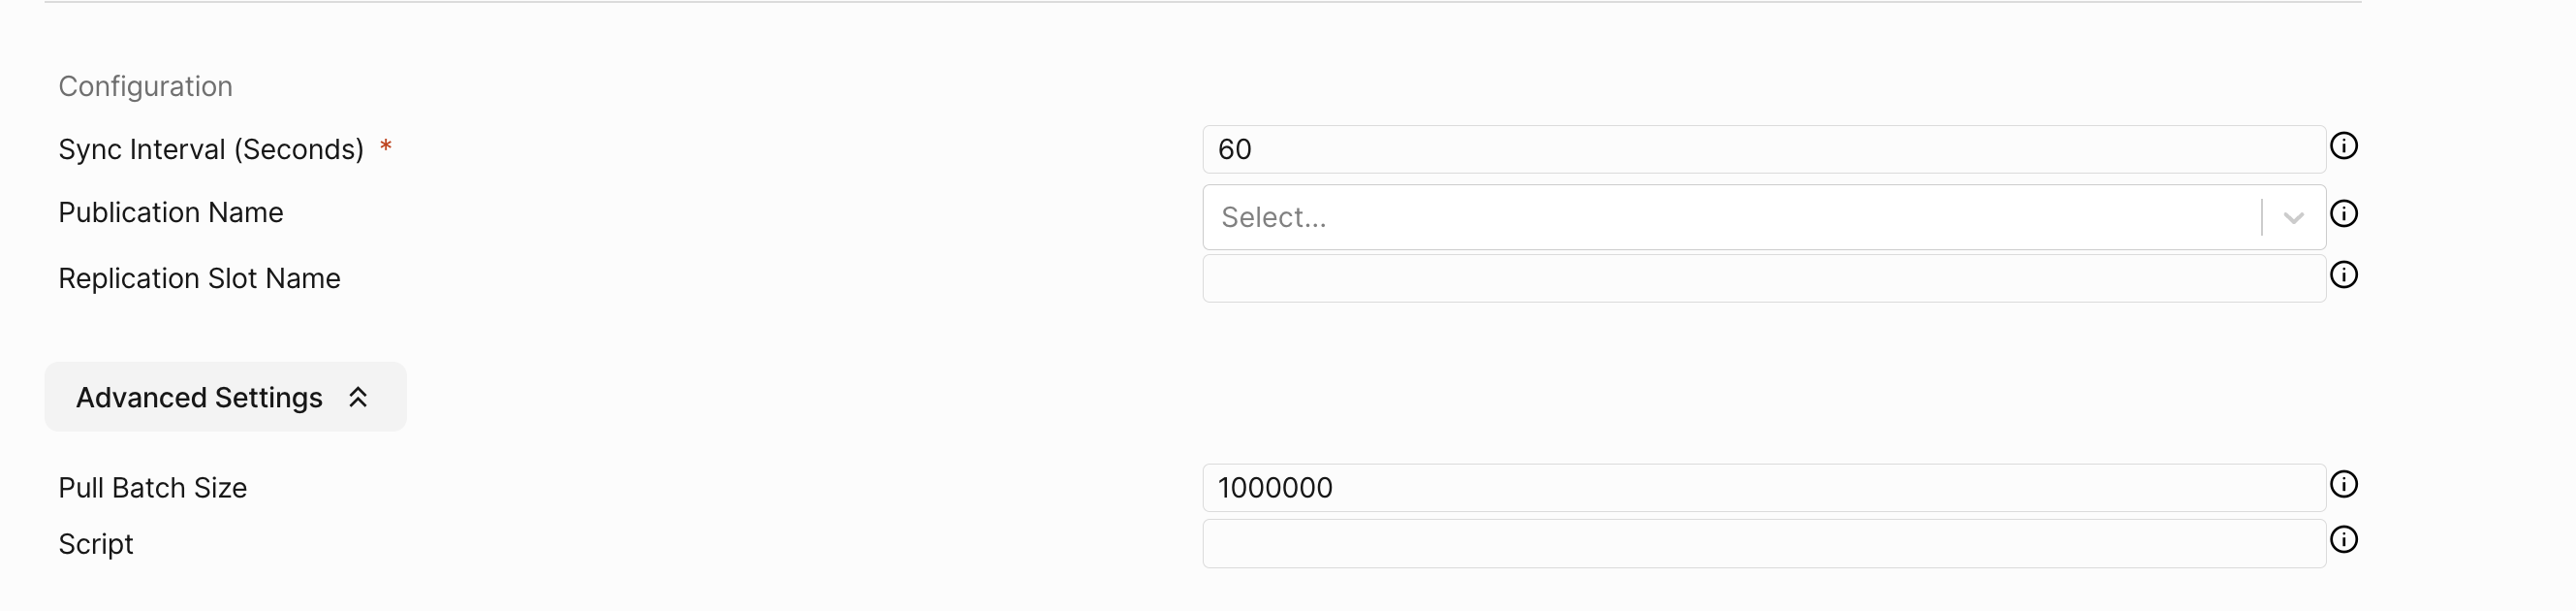 Configuration
Sync Interval (Seconds) * 60
Publication Name Select...
Replication Slot Name
Advanced Settings
Pull Batch Size 1000000
Script